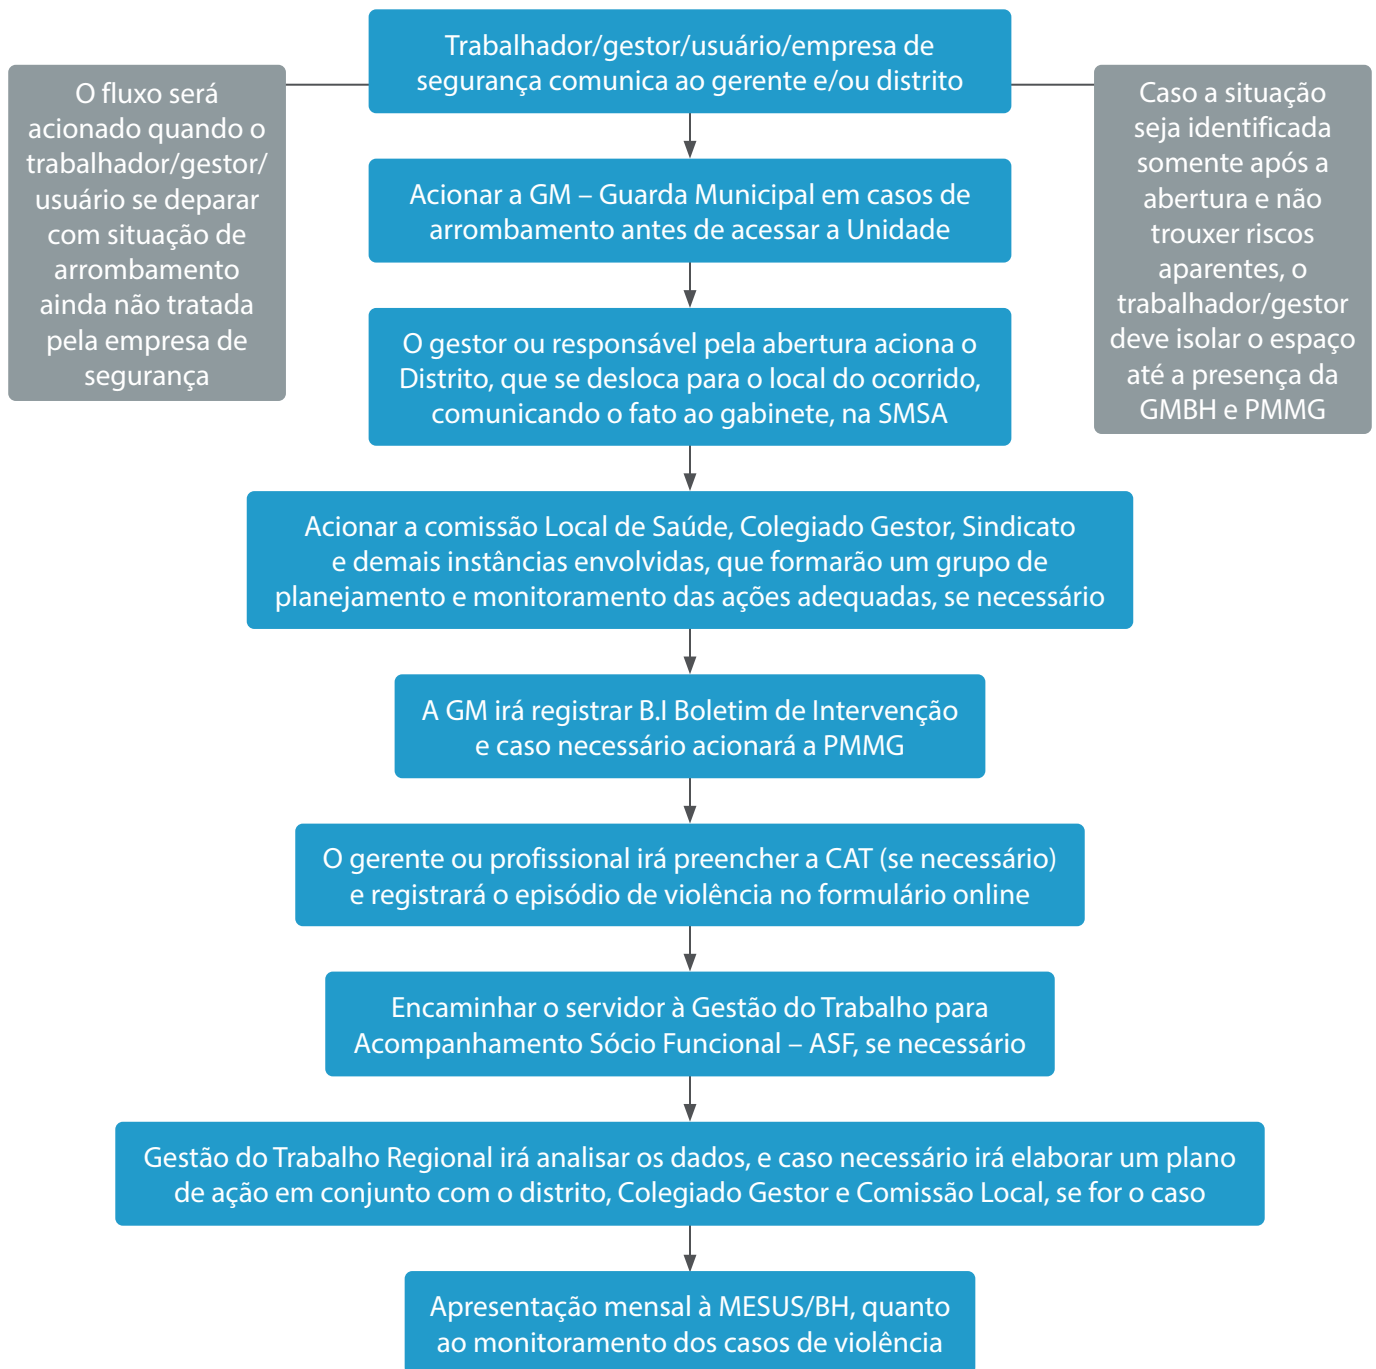 Trabalhador/gestor/usuário/empresa de
segurança comunica ao gerente e/ou distrito
O fluxo será
acionado quando o
trabalhador/gestor/
usuário se deparar
com situação de
arrombamento
ainda não tratada
pela empresa de
segurança
Caso a situação
seja identificada
somente após a
abertura e não
trouxer riscos
aparentes, o
trabalhador/gestor
deve isolar o espaço
até a presença da
GMBH e PMMG
Acionar a GM – Guarda Municipal em casos de
arrombamento antes de acessar a Unidade
O gestor ou responsável pela abertura aciona o
Distrito, que se desloca para o local do ocorrido,
comunicando o fato ao gabinete, na SMSA
Acionar a comissão Local de Saúde, Colegiado Gestor, Sindicato
e demais instâncias envolvidas, que formarão um grupo de
planejamento e monitoramento das ações adequadas, se necessário
A GM irá registrar B.I Boletim de Intervenção
e caso necessário acionará a PMMG
O gerente ou profissional irá preencher a CAT (se necessário)
e registrará o episódio de violência no formulário online
Encaminhar o servidor à Gestão do Trabalho para
Acompanhamento Sócio Funcional – ASF, se necessário
Gestão do Trabalho Regional irá analisar os dados, e caso necessário irá elaborar um plano
de ação em conjunto com o distrito, Colegiado Gestor e Comissão Local, se for o caso
Apresentação mensal à MESUS/BH, quanto
ao monitoramento dos casos de violência